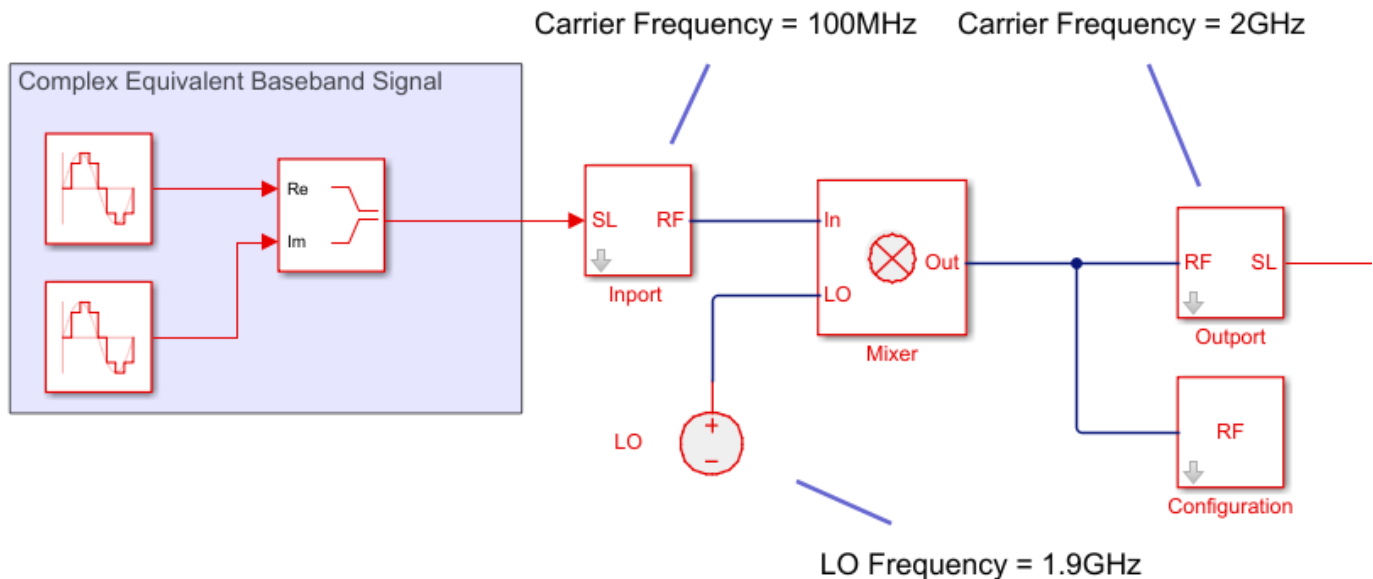 Carrier Frequency = 100MHz
Carrier Frequency = 2GHz
Complex Equivalent Baseband Signal
Re
Im
SL
RF
Inport
In
LO
Out
Mixer
RF
SL
Outport
LO
RF
Configuration
LO Frequency = 1.9GHz